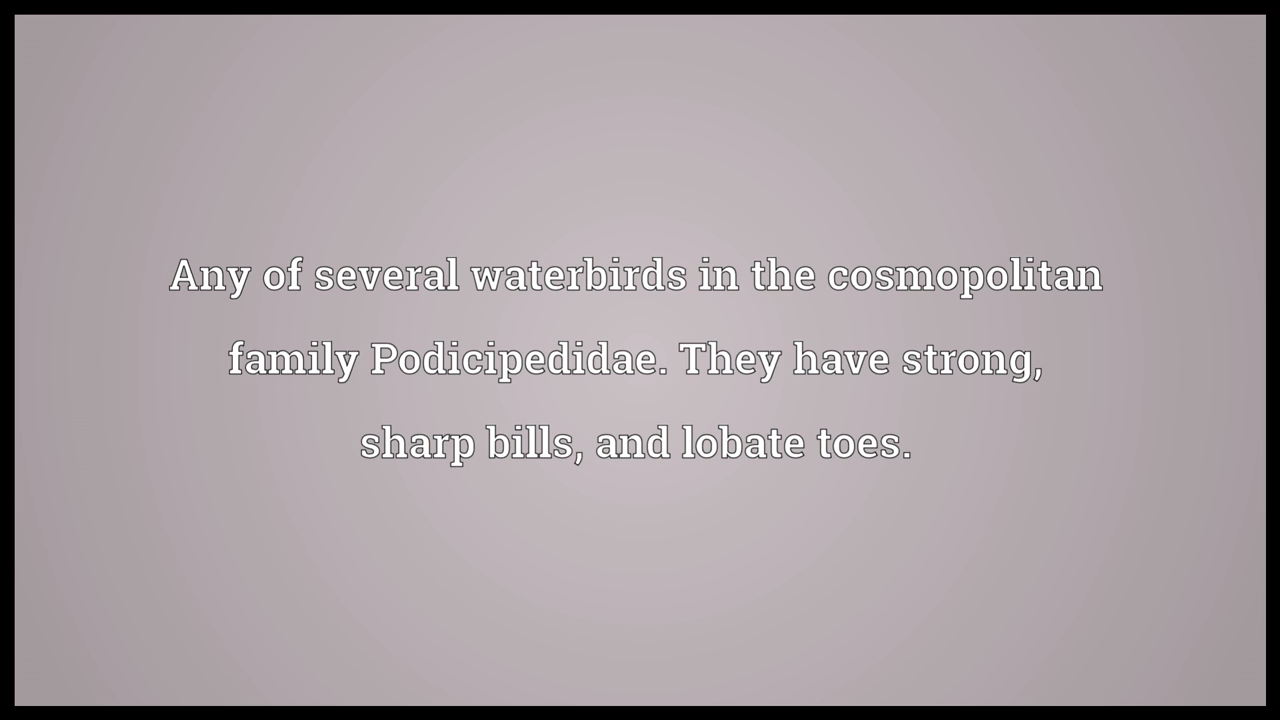 Any of several waterbirds in the cosmopolitan
family Podicipedidae. They have strong,
sharp bills, and lobate toes.